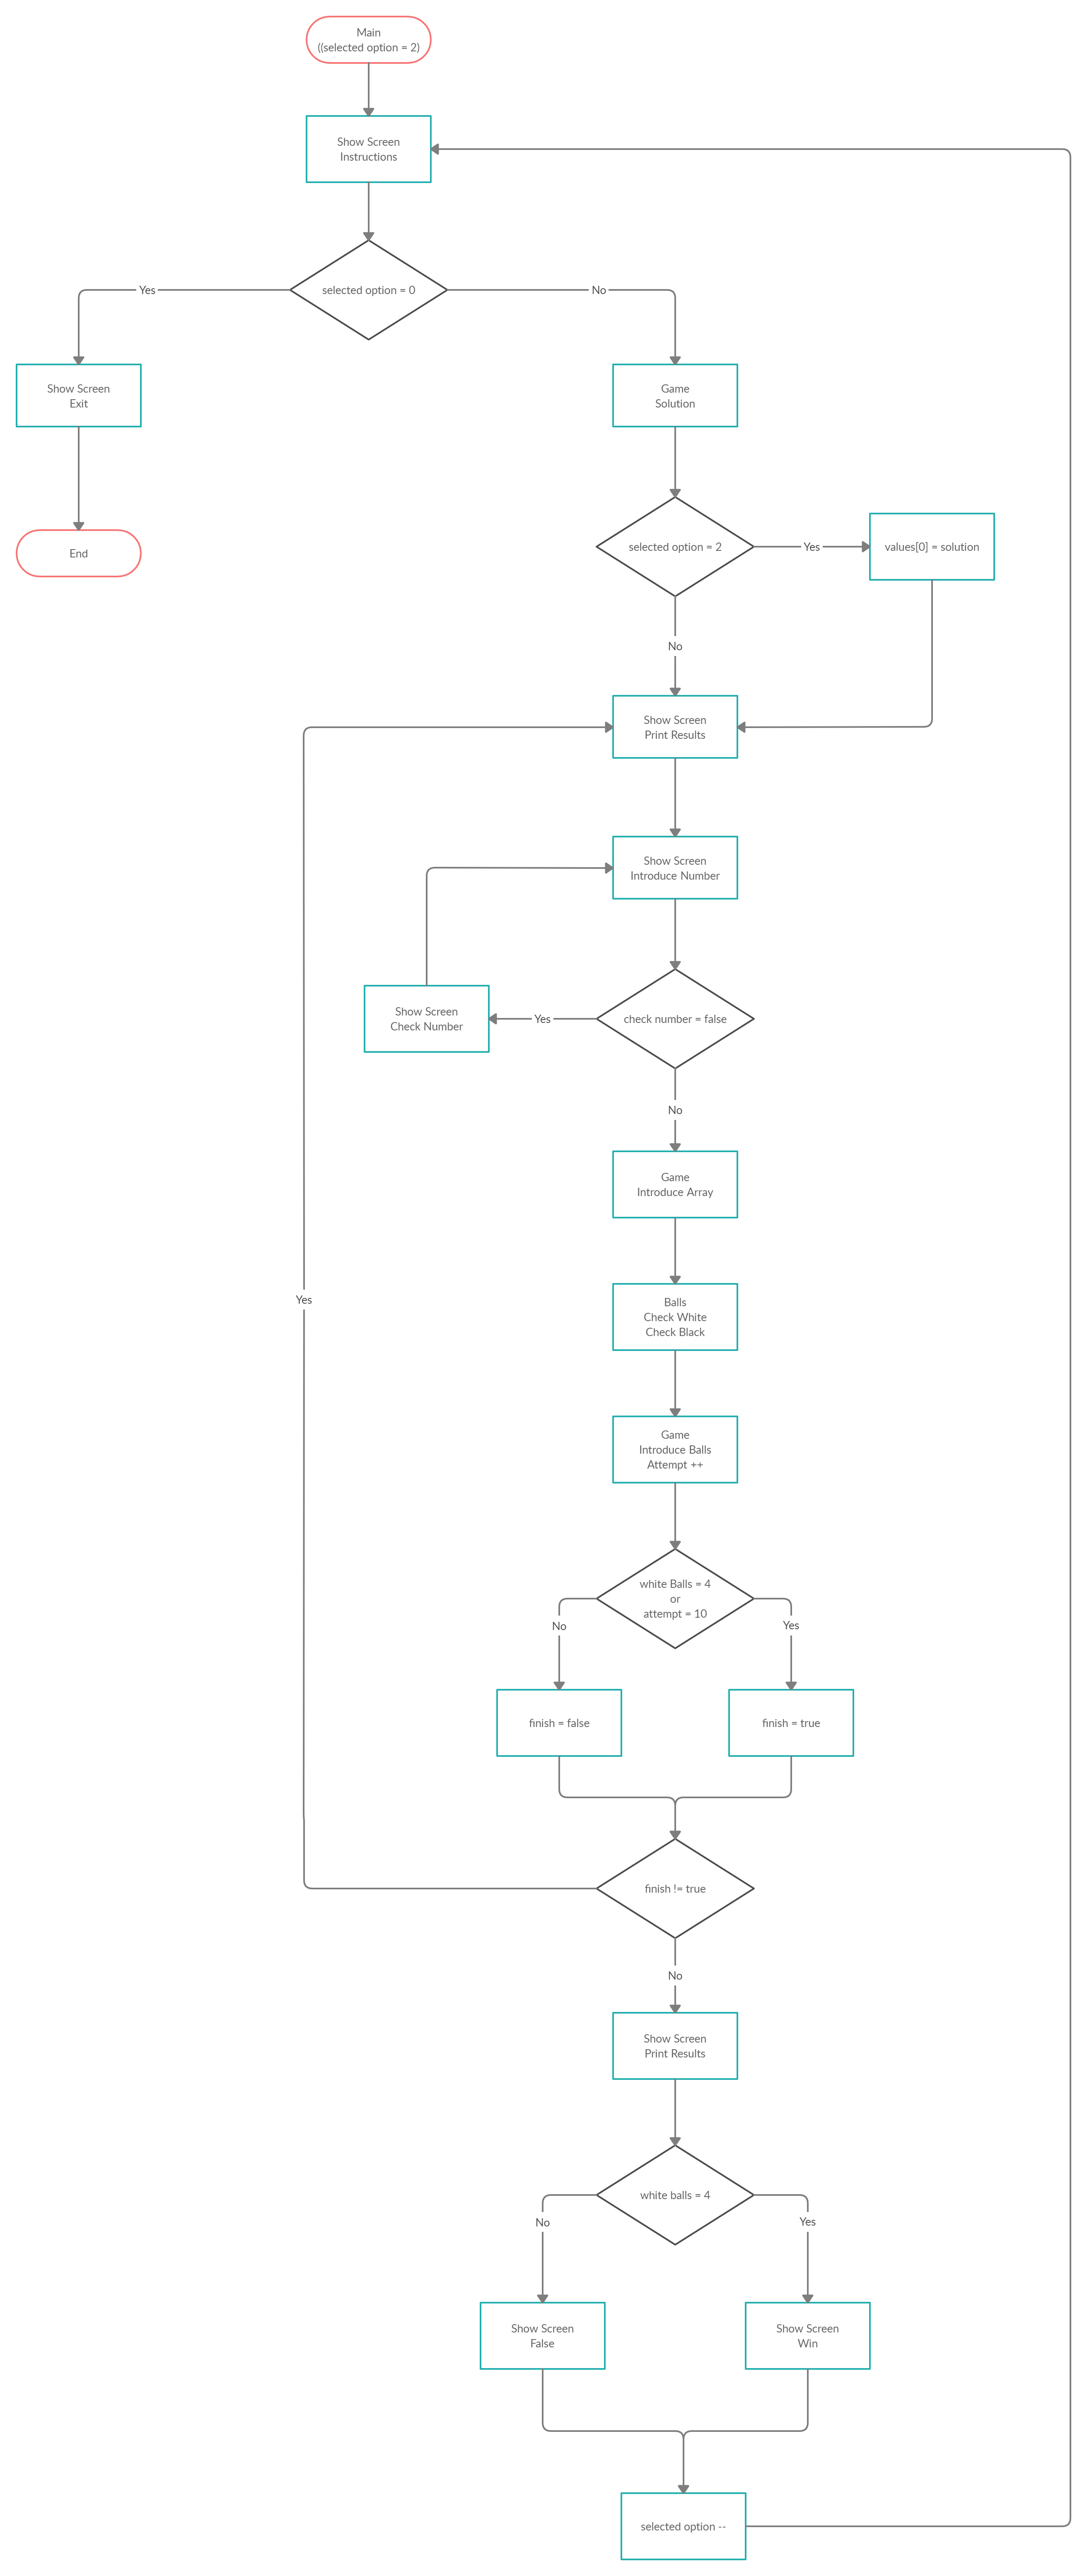 Main
((selected option = 2)
Show Screen
Instructions
selected option = 0
Yes
No
Show Screen
Exit
End
Game
Solution
selected option = 2
Yes
values[0] = solution
No
Show Screen
Print Results
Show Screen
Introduce Number
check number = false
Yes
Show Screen
Check Number
No
Game
Introduce Array
Balls
Check White
Check Black
Yes
Game
Introduce Balls
Attempt ++
white Balls = 4
or
attempt = 10
No
Yes
finish = false
finish = true
finish != true
No
Show Screen
Print Results
white balls = 4
No
Yes
Show Screen
False
Show Screen
Win
selected option --